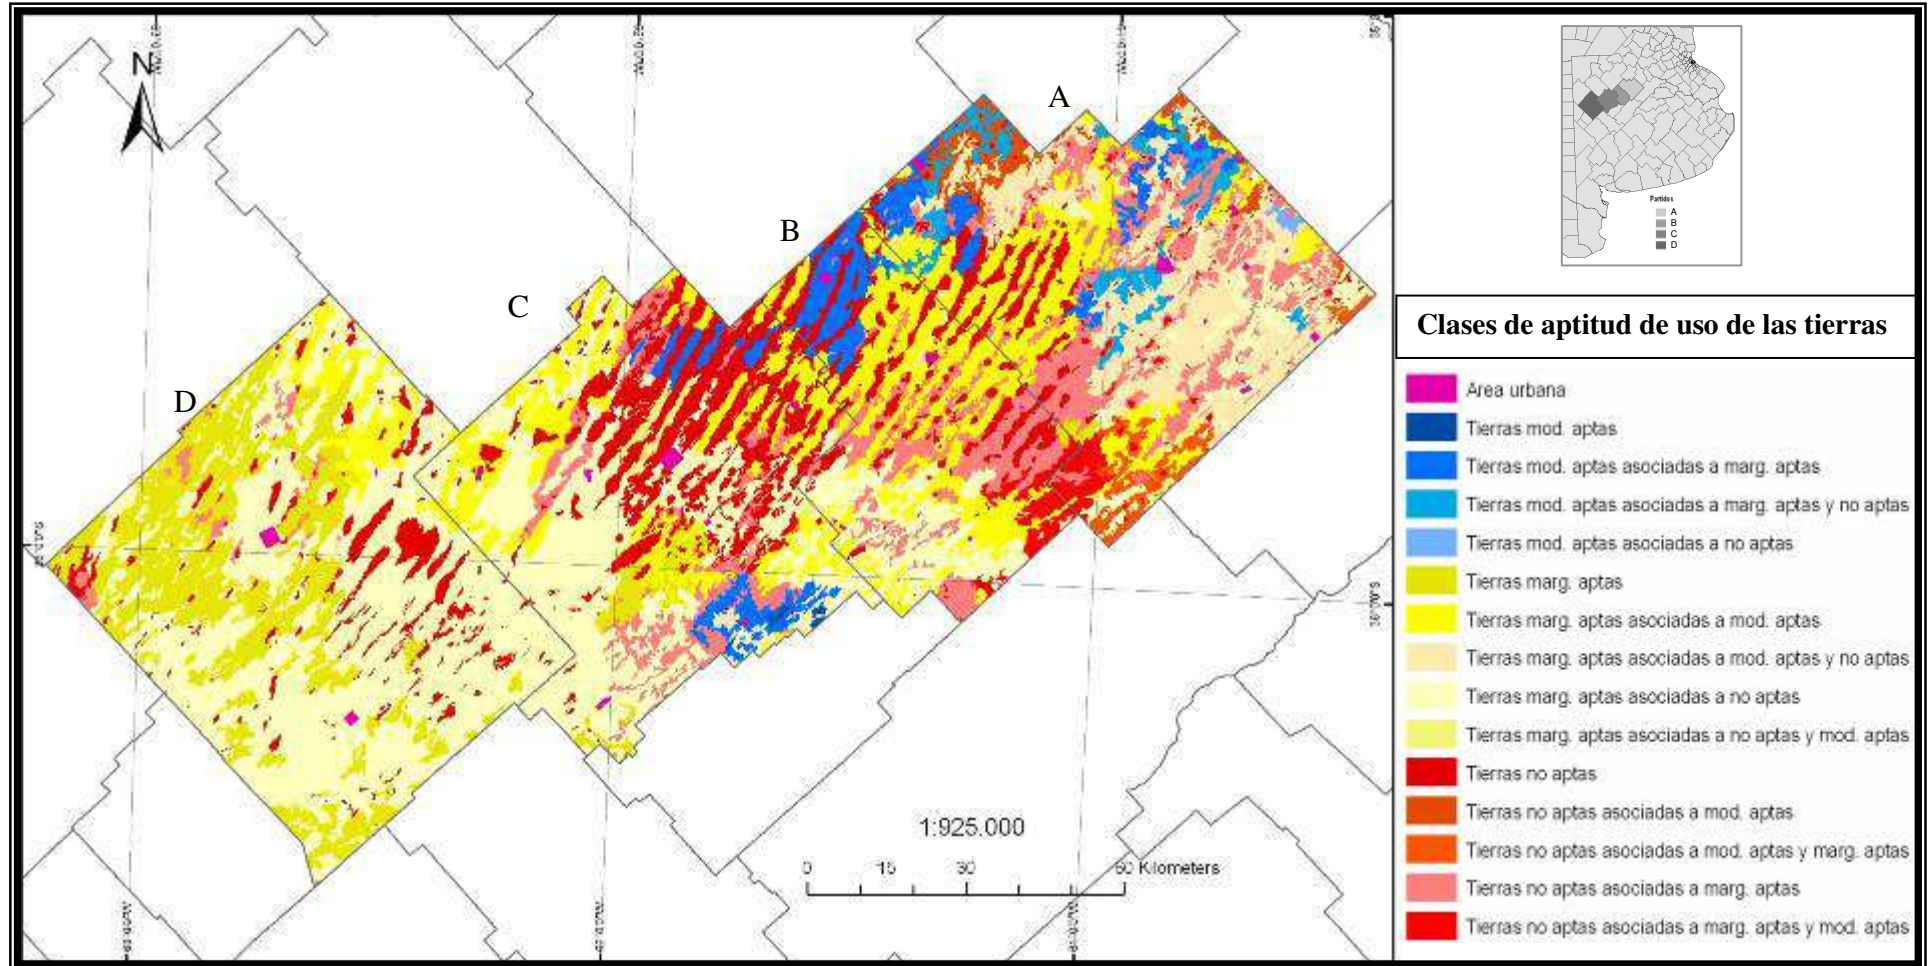 N
A
B
C
D
1:925.000
0 15 30 60 Kilometers
Partidos
A
B
C
D
Clases de aptitud de uso de las tierras
Area urbana
Tierras mod. aptas
Tierras mod. aptas asociadas a marg. aptas
Tierras mod. aptas asociadas a marg. aptas y no aptas
Tierras mod. aptas asociadas a no aptas
Tierras marg. aptas
Tierras marg. aptas asociadas a mod. aptas
Tierras marg. aptas asociadas a mod. aptas y no aptas
Tierras marg. aptas asociadas a no aptas
Tierras marg. aptas asociadas a no aptas y mod. aptas
Tierras no aptas
Tierras no aptas asociadas a mod. aptas
Tierras no aptas asociadas a mod. aptas y marg. aptas
Tierras no aptas asociadas a marg. aptas
Tierras no aptas asociadas a marg. aptas y mod. aptas